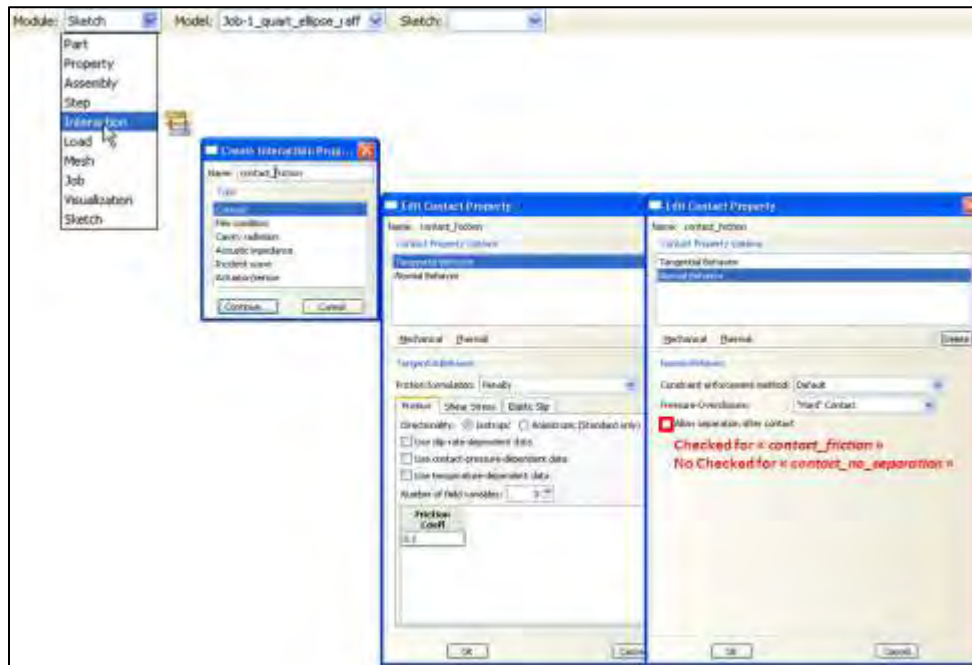 Module: Sketch Model: Job-1_quart_ellipse_raff Sketch:
Part
Property
Assembly
Step
Interaction
Load
Mesh
Job
Visualization
Sketch
Create Interaction Prop...
Name: contact_friction
Type
Contact
Film condition
Cavity radiation
Acoustic impedance
Incident wave
Actuator/sensor
Continue... Cancel
Edit Contact Property
Name: contact_friction
Contact Property Options
Tangential Behavior
Normal Behavior
Mechanical Thermal
Tangential Behavior
Friction formulation: Penalty
Friction Shear Stress Elastic Slip
Directionality: Isotropic Anisotropic (Standard only)
Use slip-rate-dependent data
Use contact-pressure-dependent data
Use temperature-dependent data
Number of field variables: 0
Friction
Coeff
OK Cancel
Edit Contact Property
Name: contact_friction
Contact Property Options
Tangential Behavior
Normal Behavior
Mechanical Thermal Delete
Normal Behavior
Constraint enforcement method: Default
Pressure-Overclosure: "Hard" Contact
Allow separation after contact
Checked for « contact_friction »
No Checked for « contact_no_separation »
OK Cancel